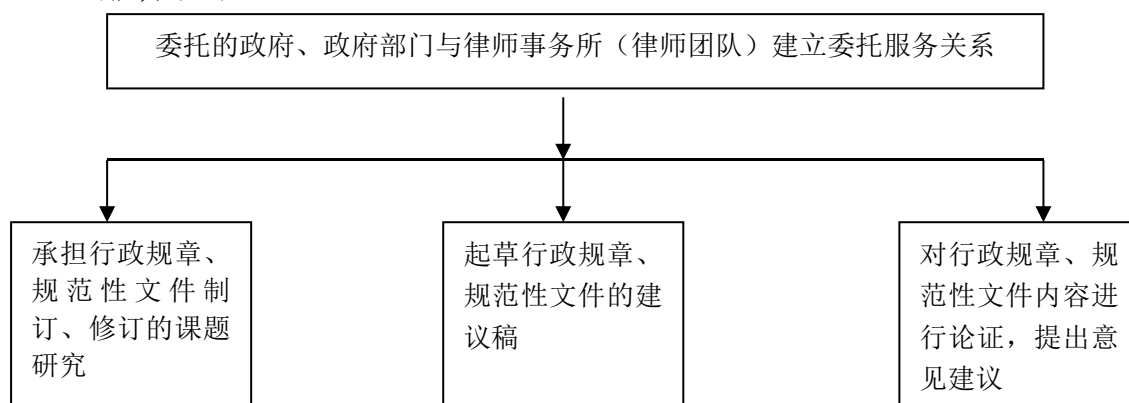 委托的政府、政府部门与律师事务所（律师团队）建立委托服务关系
承担行政规章、
规范性文件制
订、修订的课题
研究
起草行政规章、
规范性文件的建
议稿
对行政规章、规
范性文件内容进
行论证，提出意
见建议